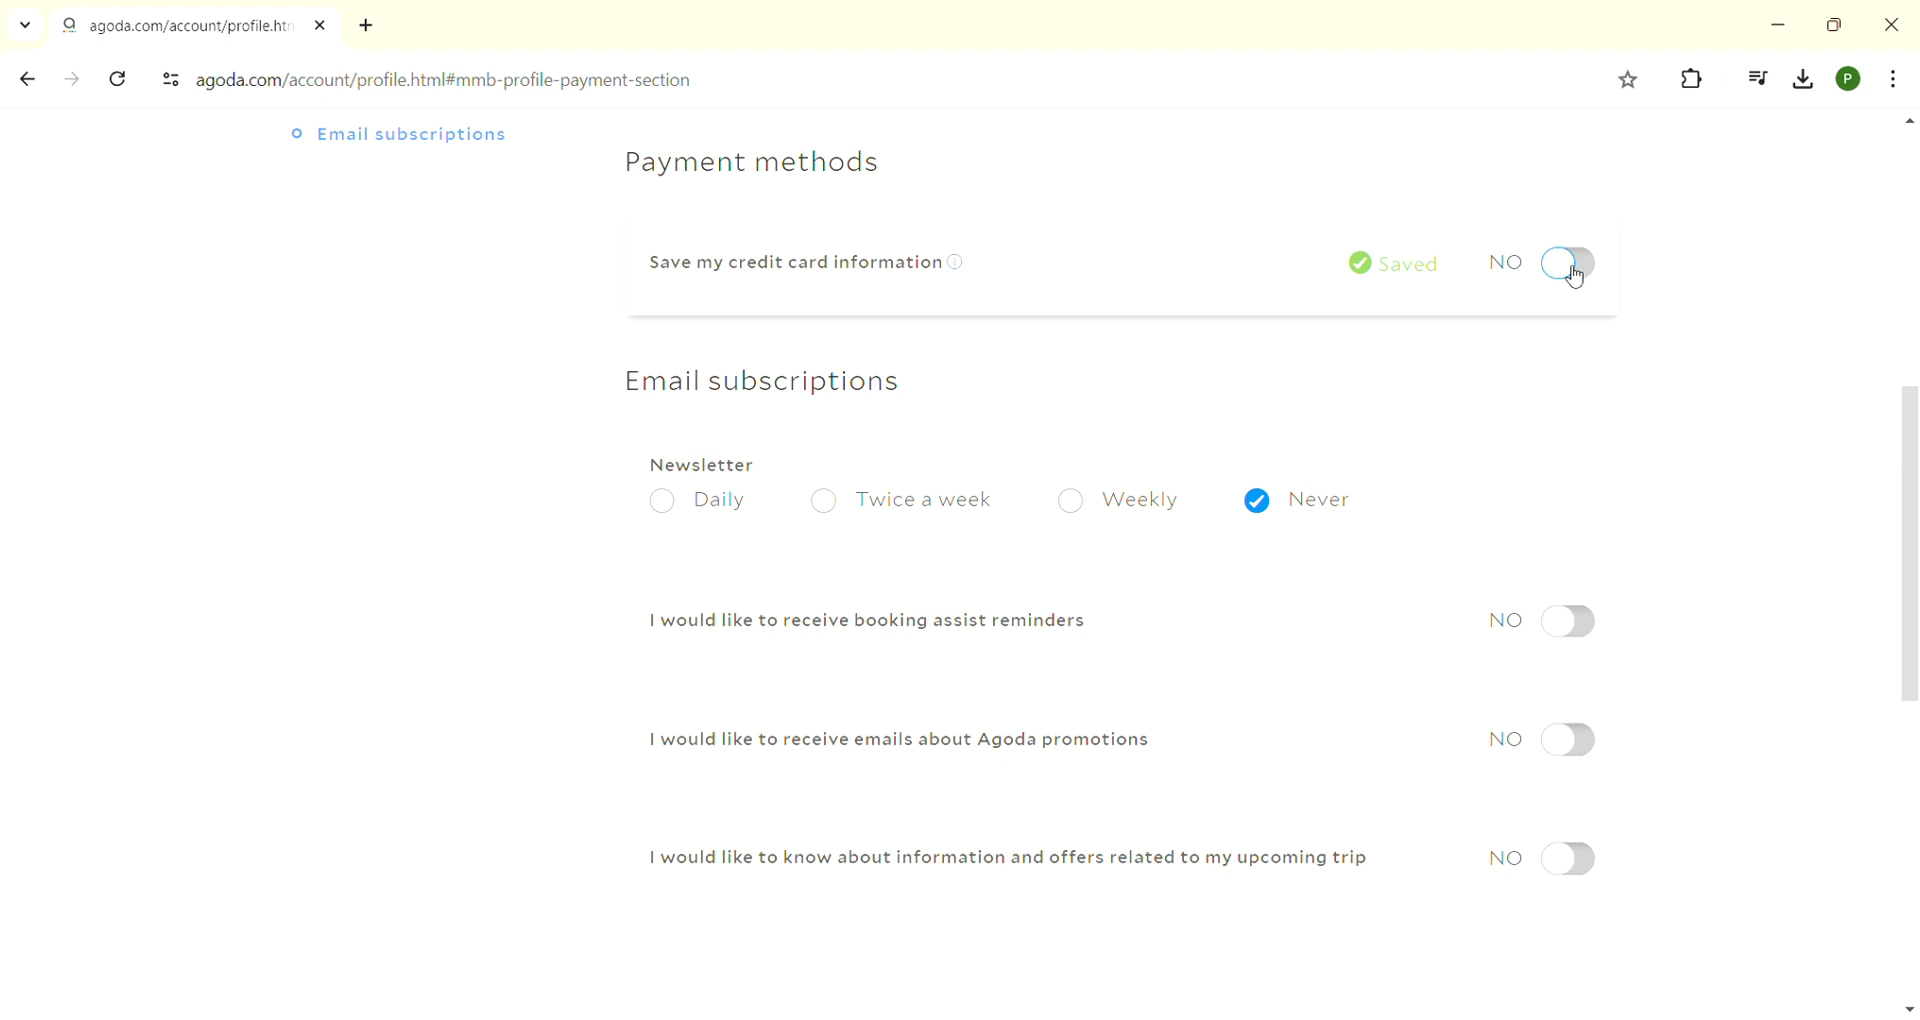 agoda.com/account/profile.htn
agoda.com/account/profile.html#mmb-profile-payment-section
P
Email subscriptions
Payment methods
Save my credit card information
Saved
NO
Email subscriptions
Newsletter
Daily Twice a week Weekly Never
I would like to receive booking assist reminders NO
I would like to receive emails about Agoda promotions NO
I would like to know about information and offers related to my upcoming trip NO